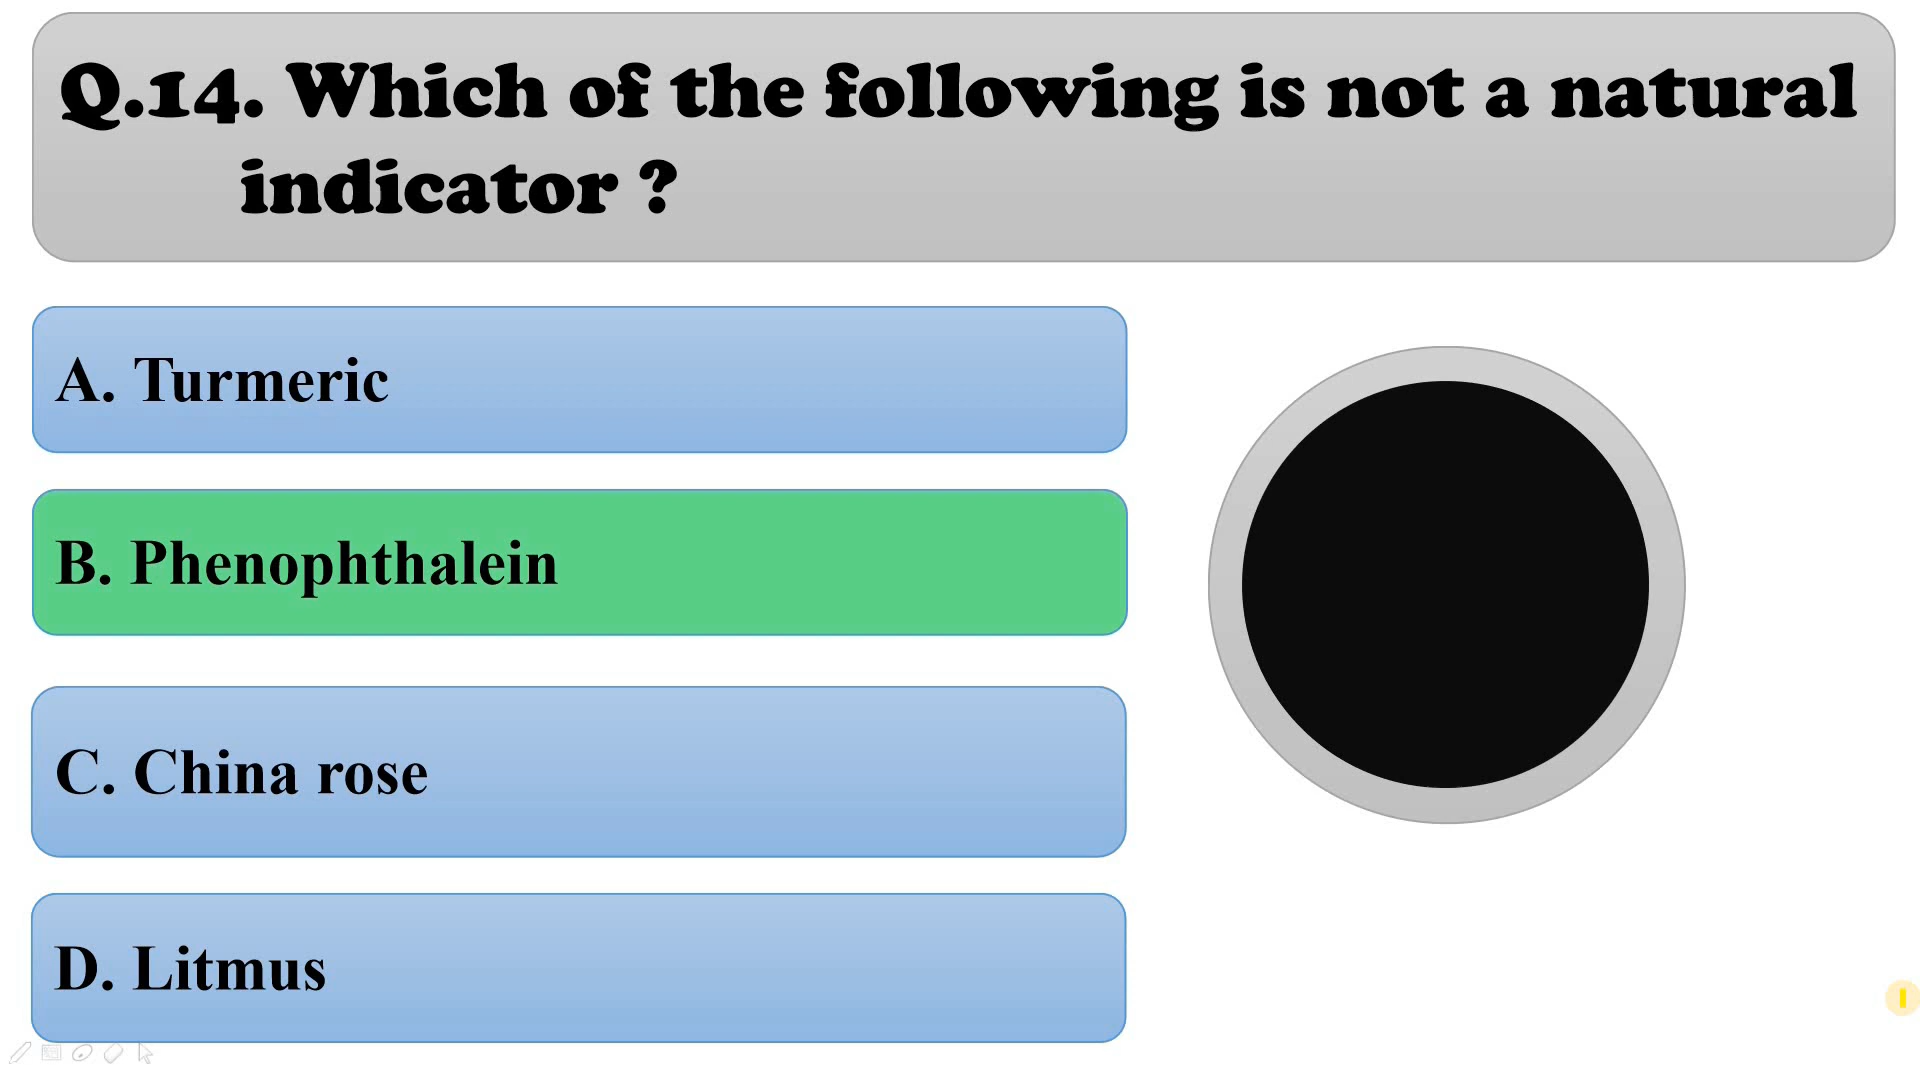 Q.14. Which of the following is not a natural
indicator ?
A. Turmeric
B. Phenophthalein
C. China rose
D. Litmus